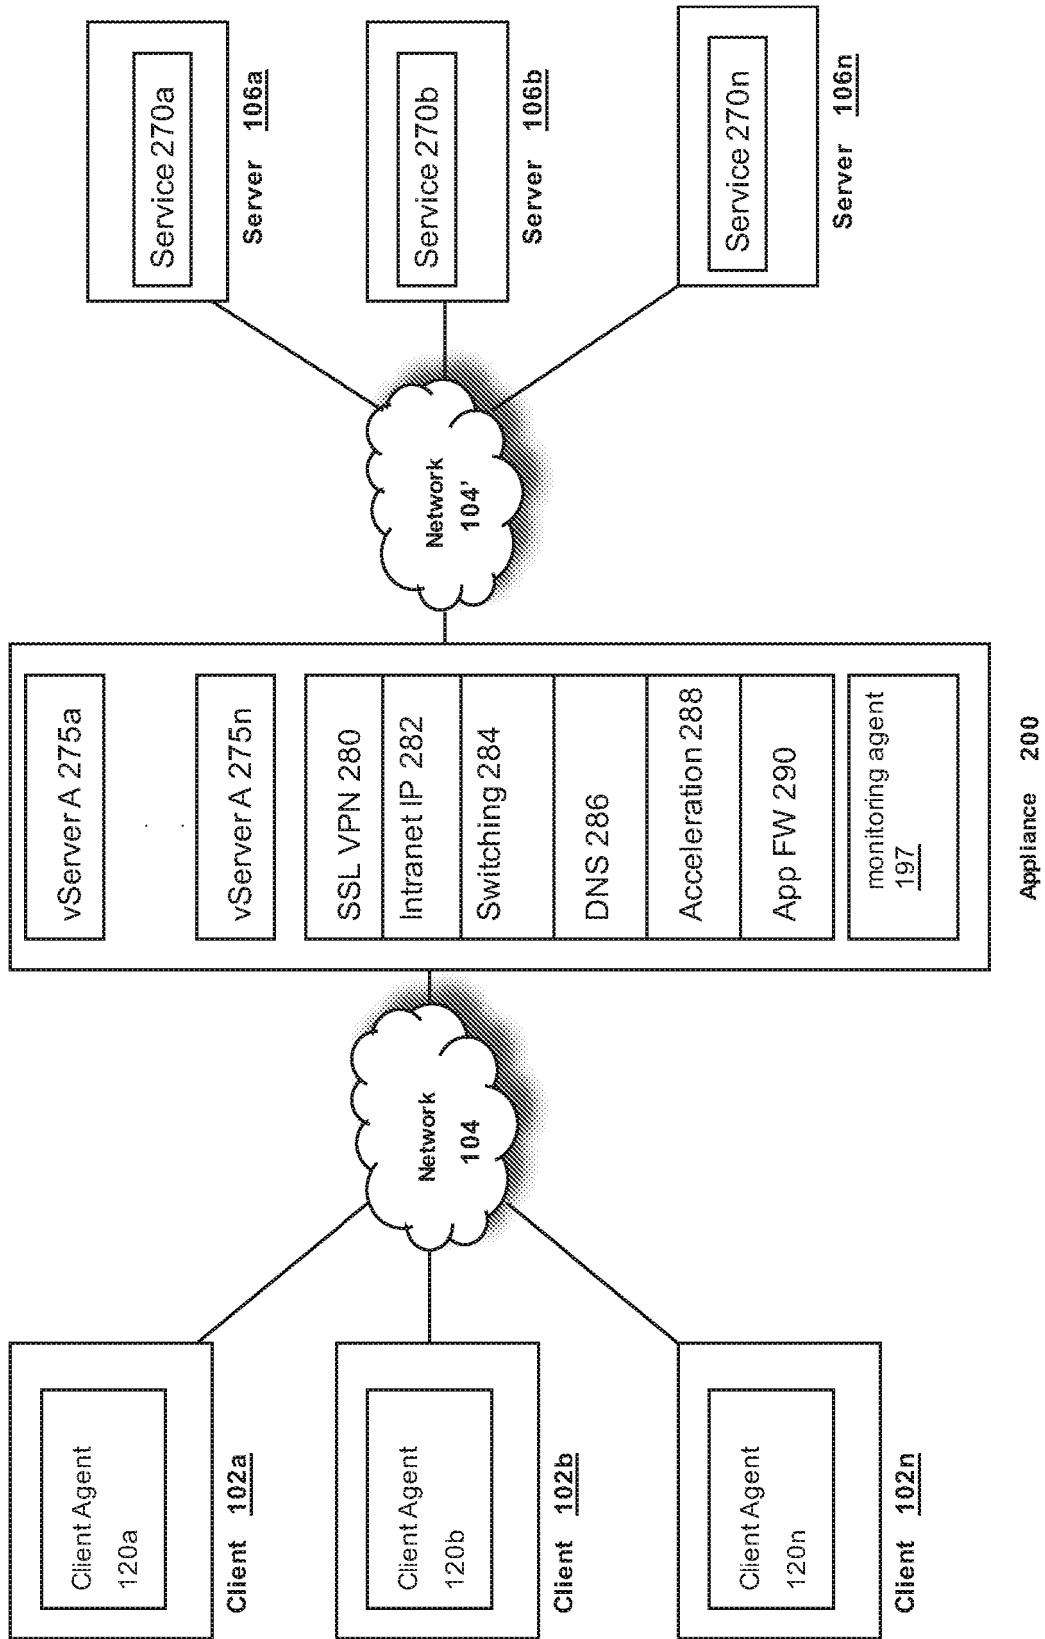 Client Agent
120a
Client 102a
Client Agent
120b
Client 102b
Client Agent
120n
Client 102n
Network
104
vServer A 275a
vServer A 275n
SSL VPN 280
Intranet IP 282
Switching 284
DNS 286
Acceleration 288
App FW 290
monitoring agent
197
Appliance 200
Network
104'
Service 270a
Server 106a
Service 270b
Server 106b
Service 270n
Server 106n